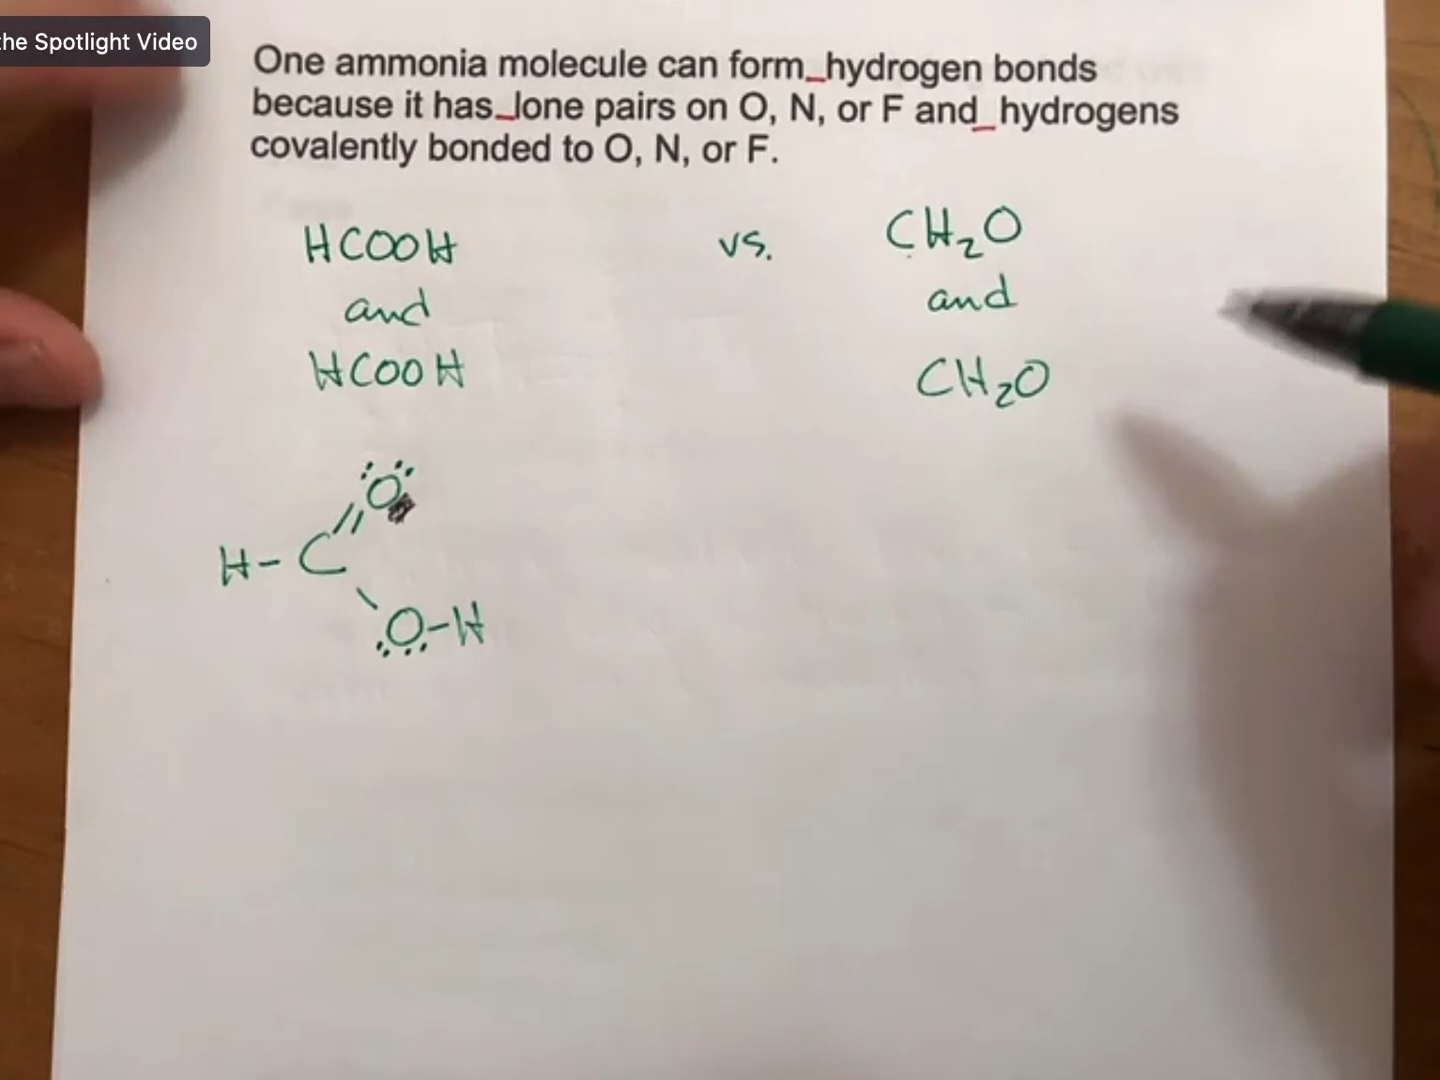 the Spotlight Video
One ammonia molecule can form_hydrogen bonds
because it has_lone pairs on O, N, or F and_hydrogens
covalently bonded to O, N, or F.
HCOOH vs. CH₂O
and and
HCOOH CH₂O
O
H-C
O-H